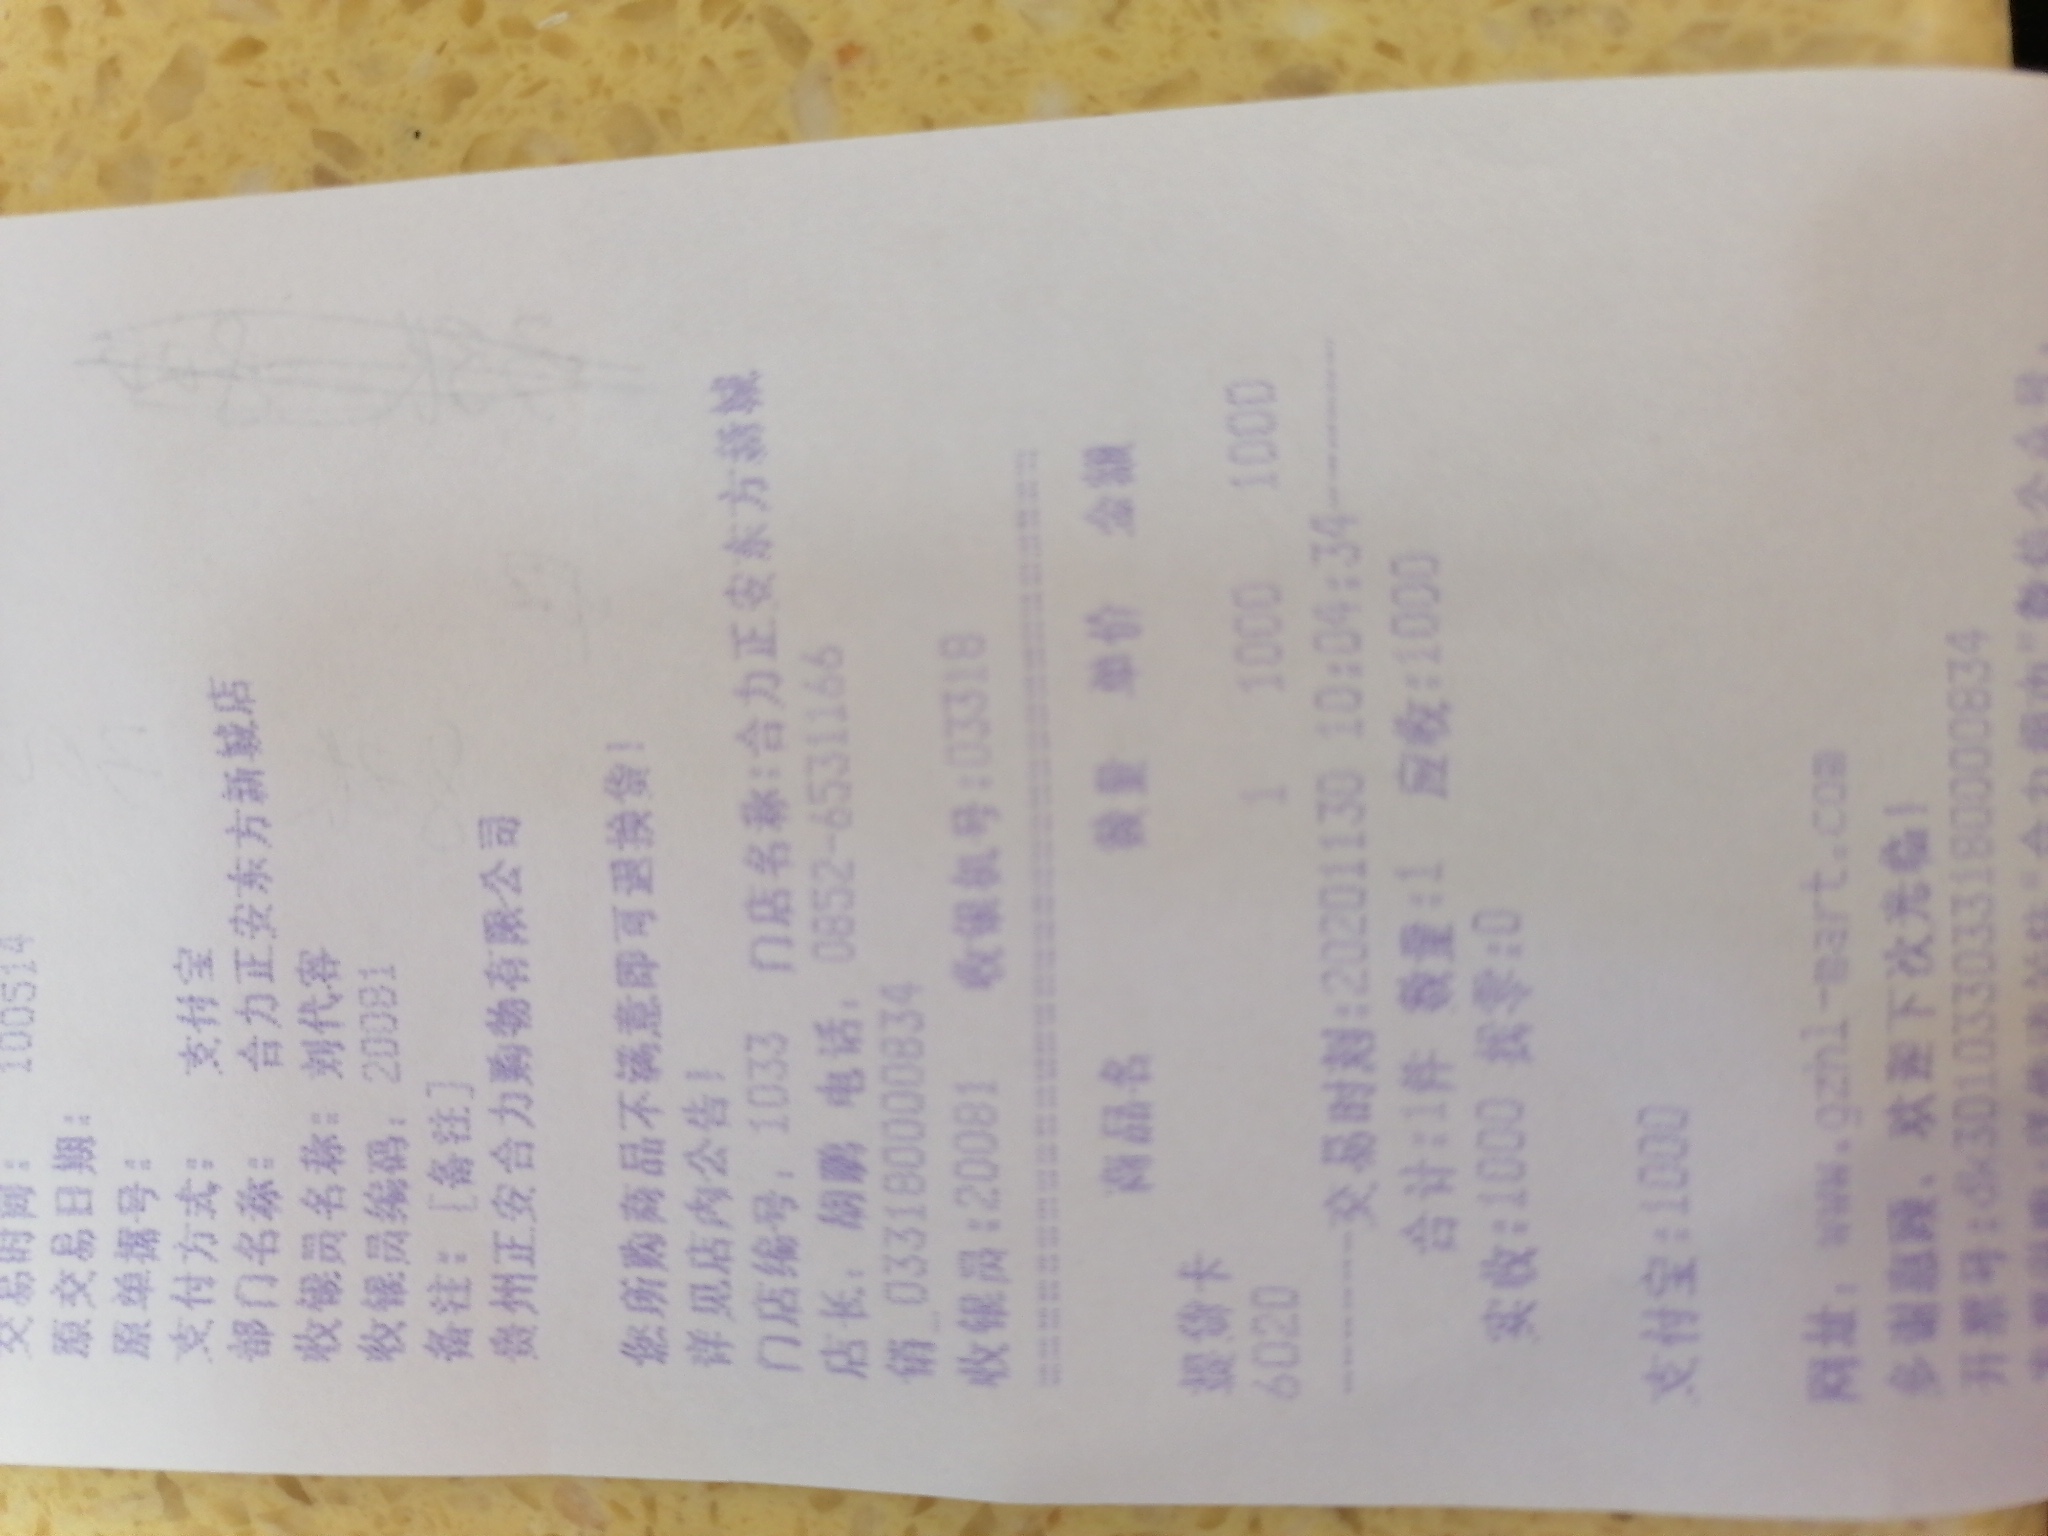 交易时间: 100514
原交易日期:
原单据号:
支付方式: 支付宝
部门名称: 合力正安东方新城店
收银员名称: 刘代容
收银员编码: 200081
备注: [备注]
贵州正安合力购物有限公司
您所购商品不满意即可退换货!
详见店内公告!
门店编号: 1033 门店名称:合力正安东方新城
店长: 胡鹏 电话: 0852-6531166
销_0331800000834
收银员:200081 收银机号:03318
商品名 数量 单价 金额
提货卡
60020 1 1000 1000
交易时刻:20201130 10:04:34
合计:1件 数量:1 应收:1000
实收:1000 找零:0
支付宝:1000
网址: www.gzhl-mart.com
多谢惠顾、欢迎下次光临!